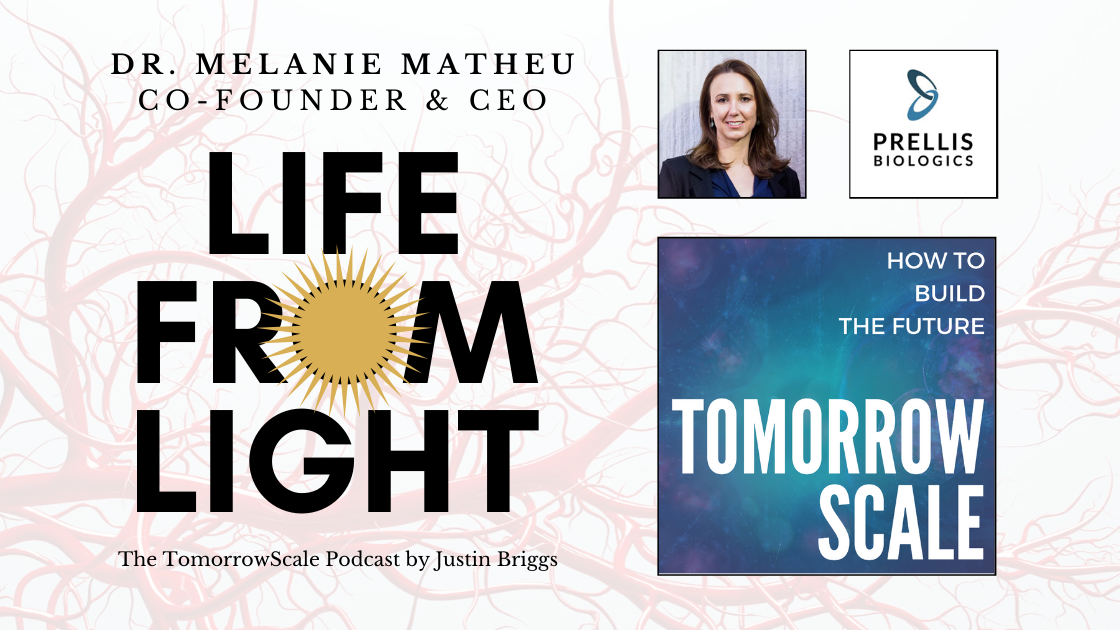 DR. MELANIE MATHEU
CO-FOUNDER & CEO
LIFE
FROM
LIGHT
The TomorrowScale Podcast by Justin Briggs
PRELLIS
BIOLOGICS
HOW TO
BUILD
THE FUTURE
TOMORROW
SCALE